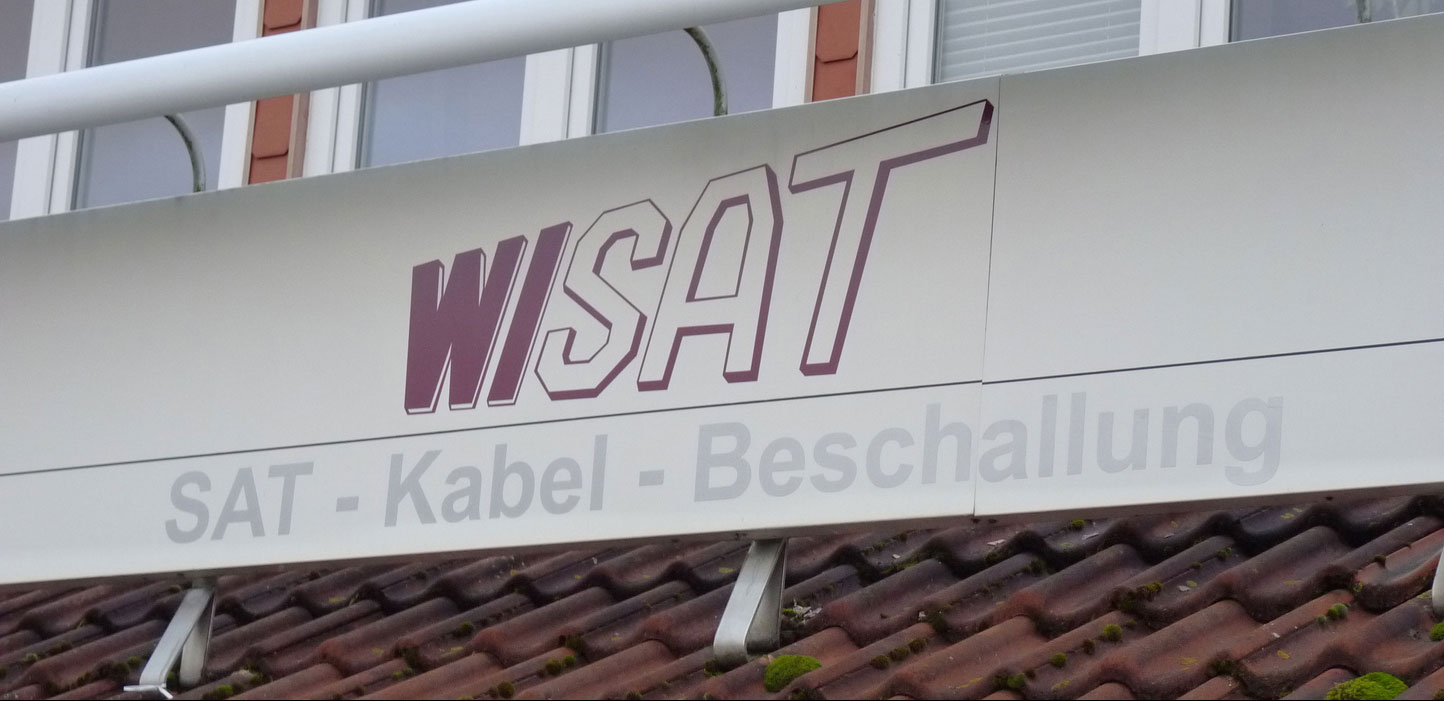 WISAT
SAT - Kabel - Beschallung